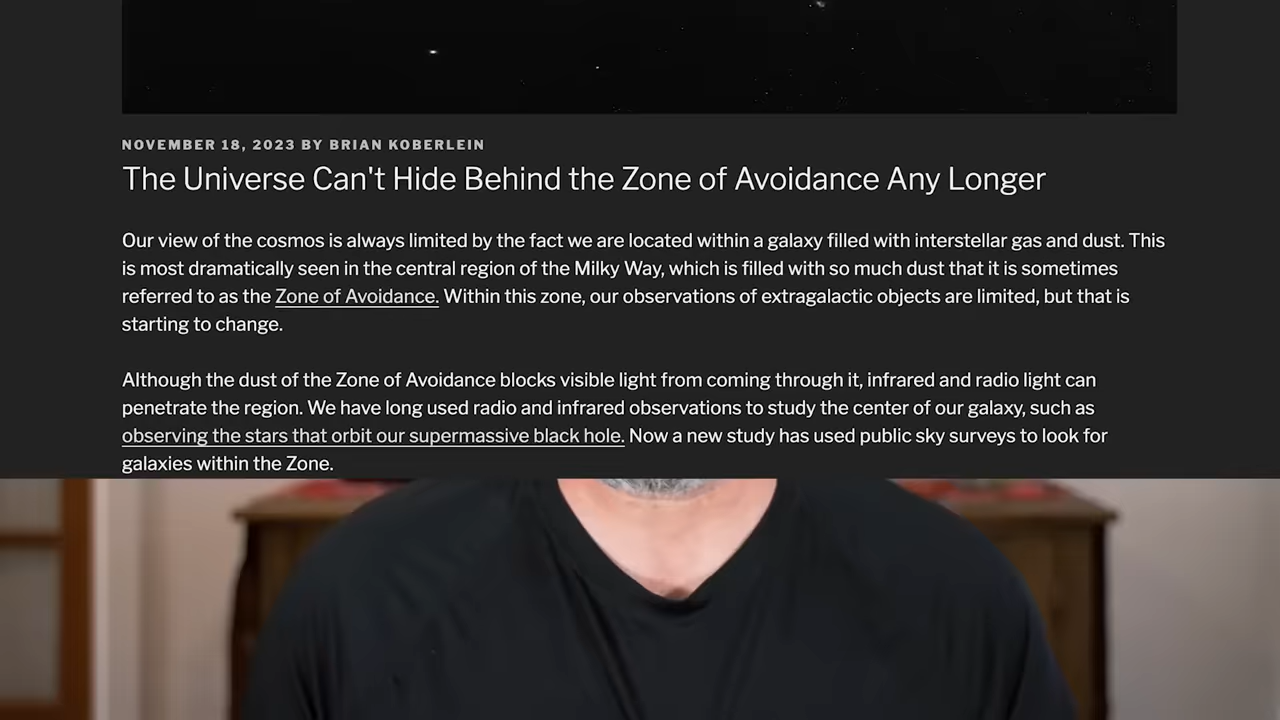 NOVEMBER 18, 2023 BY BRIAN KOBERLEIN
The Universe Can't Hide Behind the Zone of Avoidance Any Longer
Our view of the cosmos is always limited by the fact we are located within a galaxy filled with interstellar gas and dust. This
is most dramatically seen in the central region of the Milky Way, which is filled with so much dust that it is sometimes
referred to as the Zone of Avoidance. Within this zone, our observations of extragalactic objects are limited, but that is
starting to change.
Although the dust of the Zone of Avoidance blocks visible light from coming through it, infrared and radio light can
penetrate the region. We have long used radio and infrared observations to study the center of our galaxy, such as
observing the stars that orbit our supermassive black hole. Now a new study has used public sky surveys to look for
galaxies within the Zone.